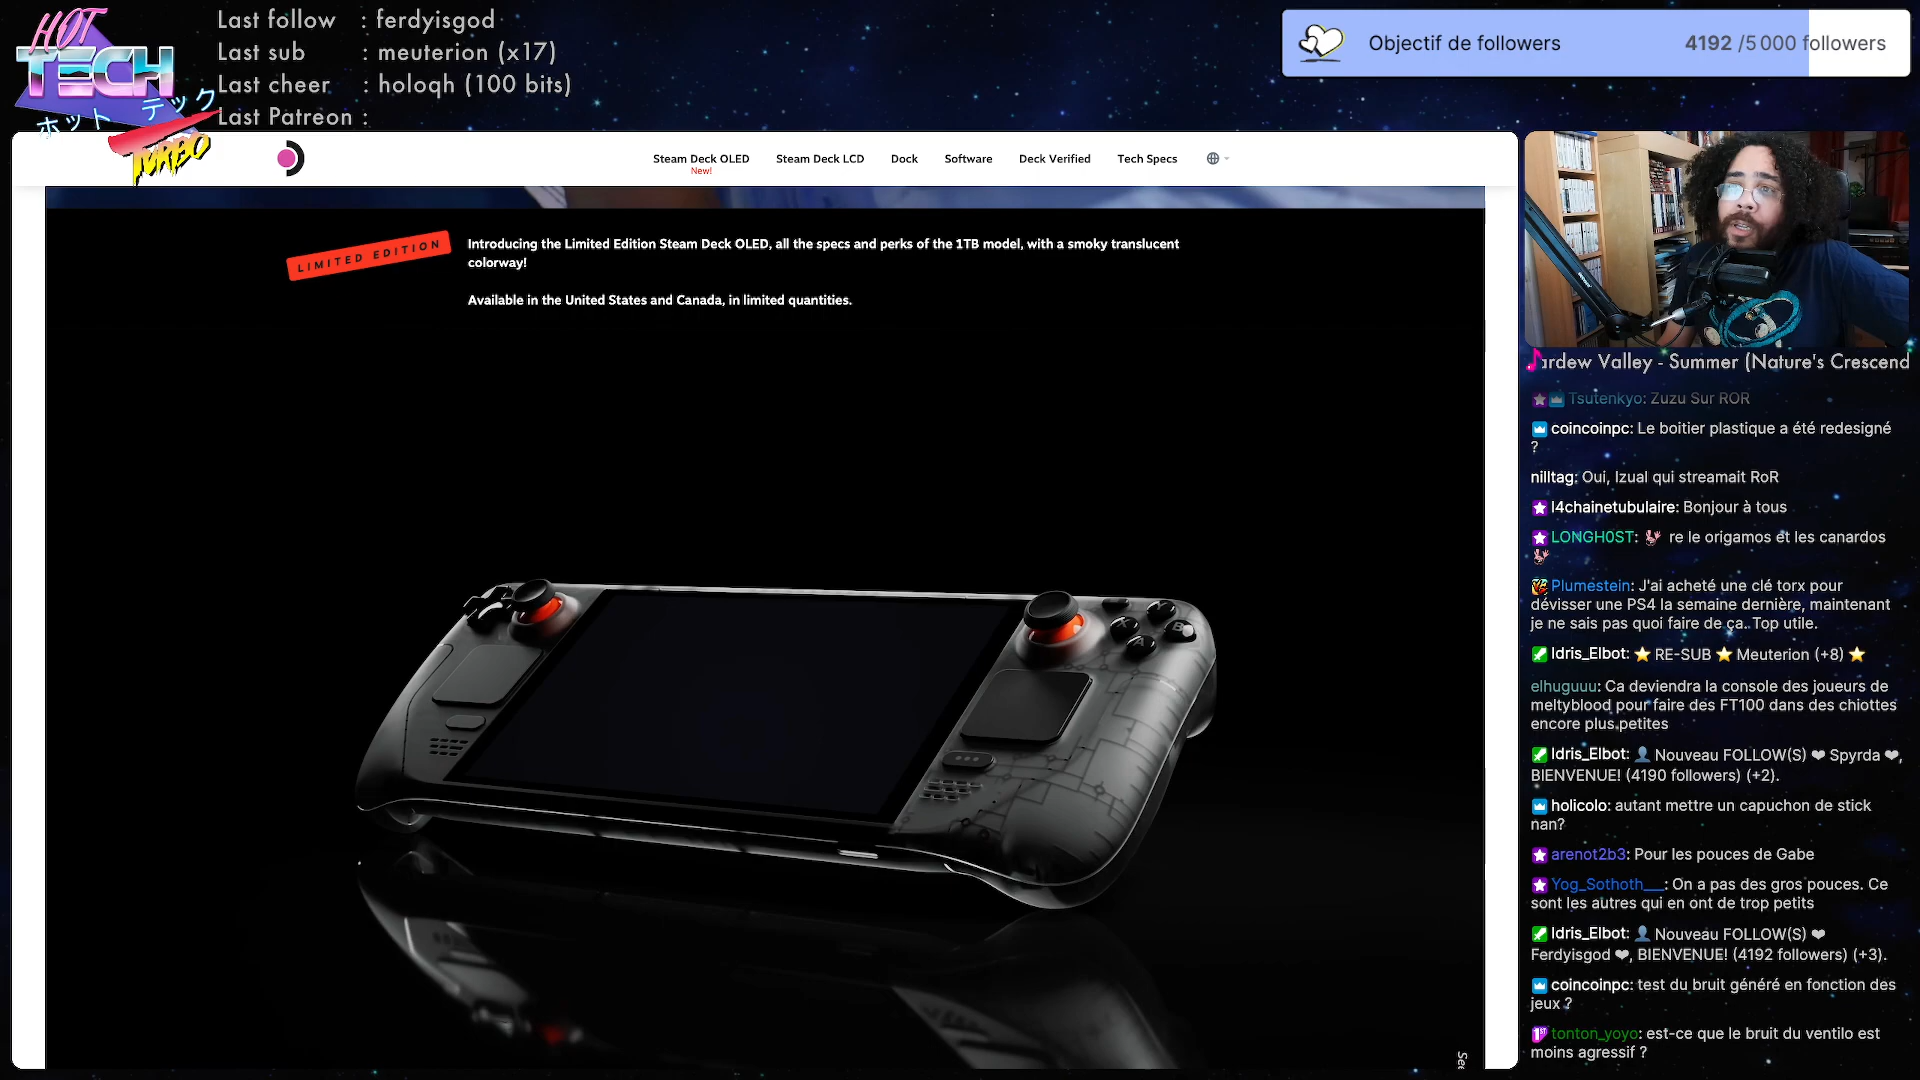 HOT
TECH
ホット テック
TURBO
Last follow : ferdyisgod
Last sub : meuterion (x17)
Last cheer : holoqh (100 bits)
Last Patreon :
Objectif de followers 4192 /5 000 followers
Steam Deck OLED Steam Deck LCD Dock Software Deck Verified Tech Specs
New!
LIMITED EDITION
Introducing the Limited Edition Steam Deck OLED, all the specs and perks of the 1TB model, with a smoky translucent
colorway!
Available in the United States and Canada, in limited quantities.
X
Y
A
B
ardew Valley - Summer (Nature's Crescend
Tsutenkyo: Zuzu Sur ROR
coincoinpc: Le boitier plastique a été redesigné
?
nilltag: Oui, Izual qui streamait RoR
l4chainetubulaire: Bonjour à tous
LONGH0ST: re le origamos et les canardos
Plumestein: J'ai acheté une clé torx pour
dévisser une PS4 la semaine dernière, maintenant
je ne sais pas quoi faire de ça. Top utile.
Idris_Elbot: ⭐ RE-SUB ⭐ Meuterion (+8) ⭐
elhuguuu: Ca deviendra la console des joueurs de
meltyblood pour faire des FT100 dans des chiottes
encore plus petites
Idris_Elbot: 👤 Nouveau FOLLOW(S) ❤ Spyrda ❤,
BIENVENUE! (4190 followers) (+2).
holicolo: autant mettre un capuchon de stick
nan?
arenot2b3: Pour les pouces de Gabe
Yog_Sothoth___: On a pas des gros pouces. Ce
sont les autres qui en ont de trop petits
Idris_Elbot: 👤 Nouveau FOLLOW(S) ❤
Ferdyisgod ❤, BIENVENUE! (4192 followers) (+3).
coincoinpc: test du bruit généré en fonction des
jeux ?
tonton_yoyo: est-ce que le bruit du ventilo est
moins agressif ?